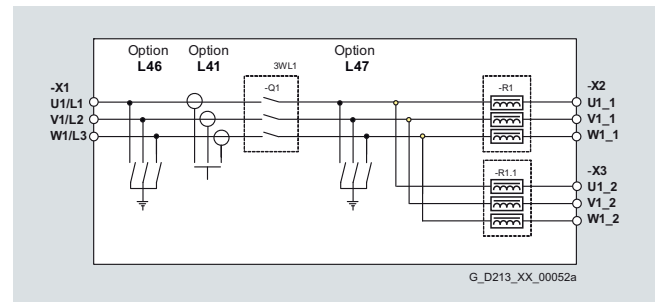 Option Option Option
L46 L41 L47
3WL1
-X1 -Q1 -R1 -X2
U1/L1 U1_1
V1/L2 V1_1
W1/L3 W1_1
-R1.1 -X3
U1_2
V1_2
W1_2
G_D213_XX_00052a